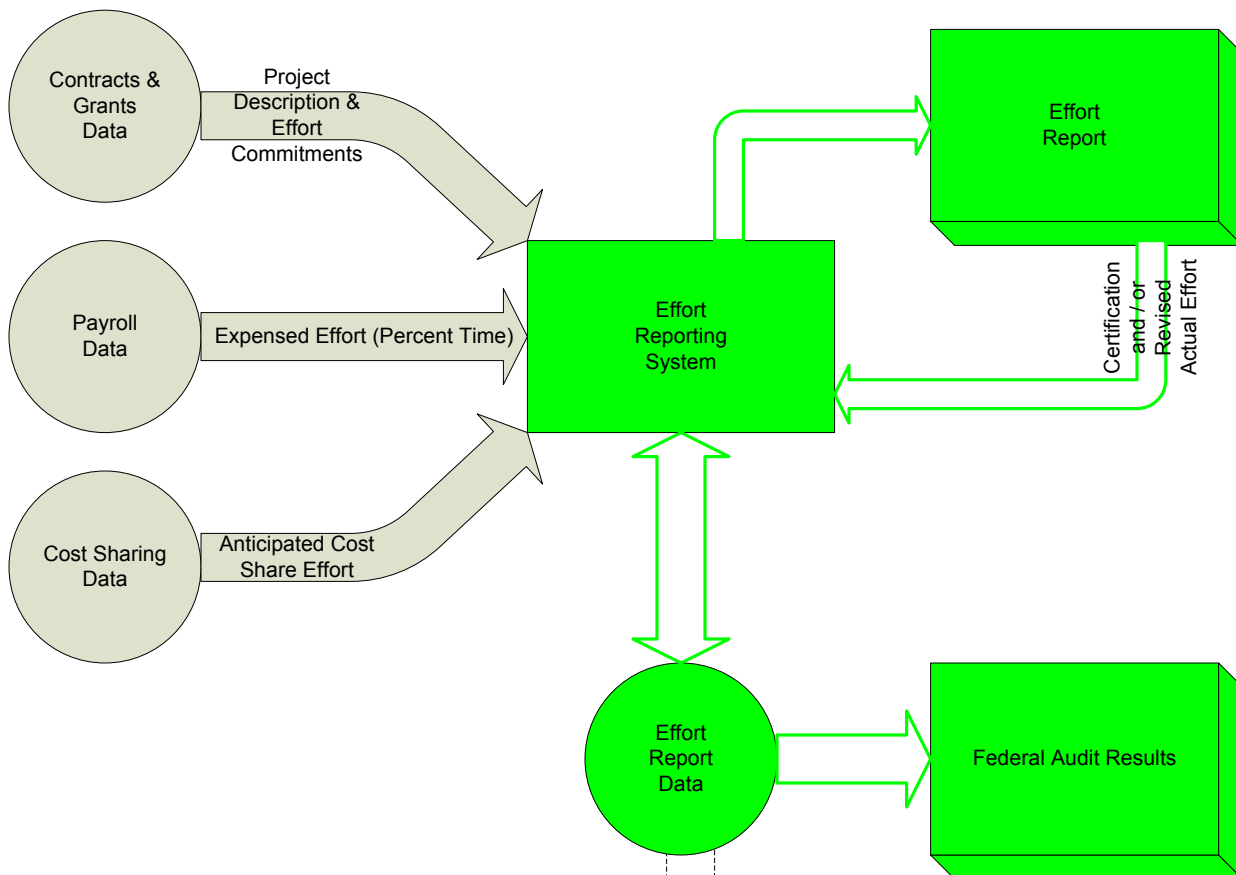 Contracts &
Grants
Data
Project
Description &
Effort
Commitments
Effort
Report
Payroll
Data
Expensed Effort (Percent Time)
Effort
Reporting
System
Certification
and / or
Revised
Actual Effort
Cost Sharing
Data
Anticipated Cost
Share Effort
Effort
Report
Data
Federal Audit Results